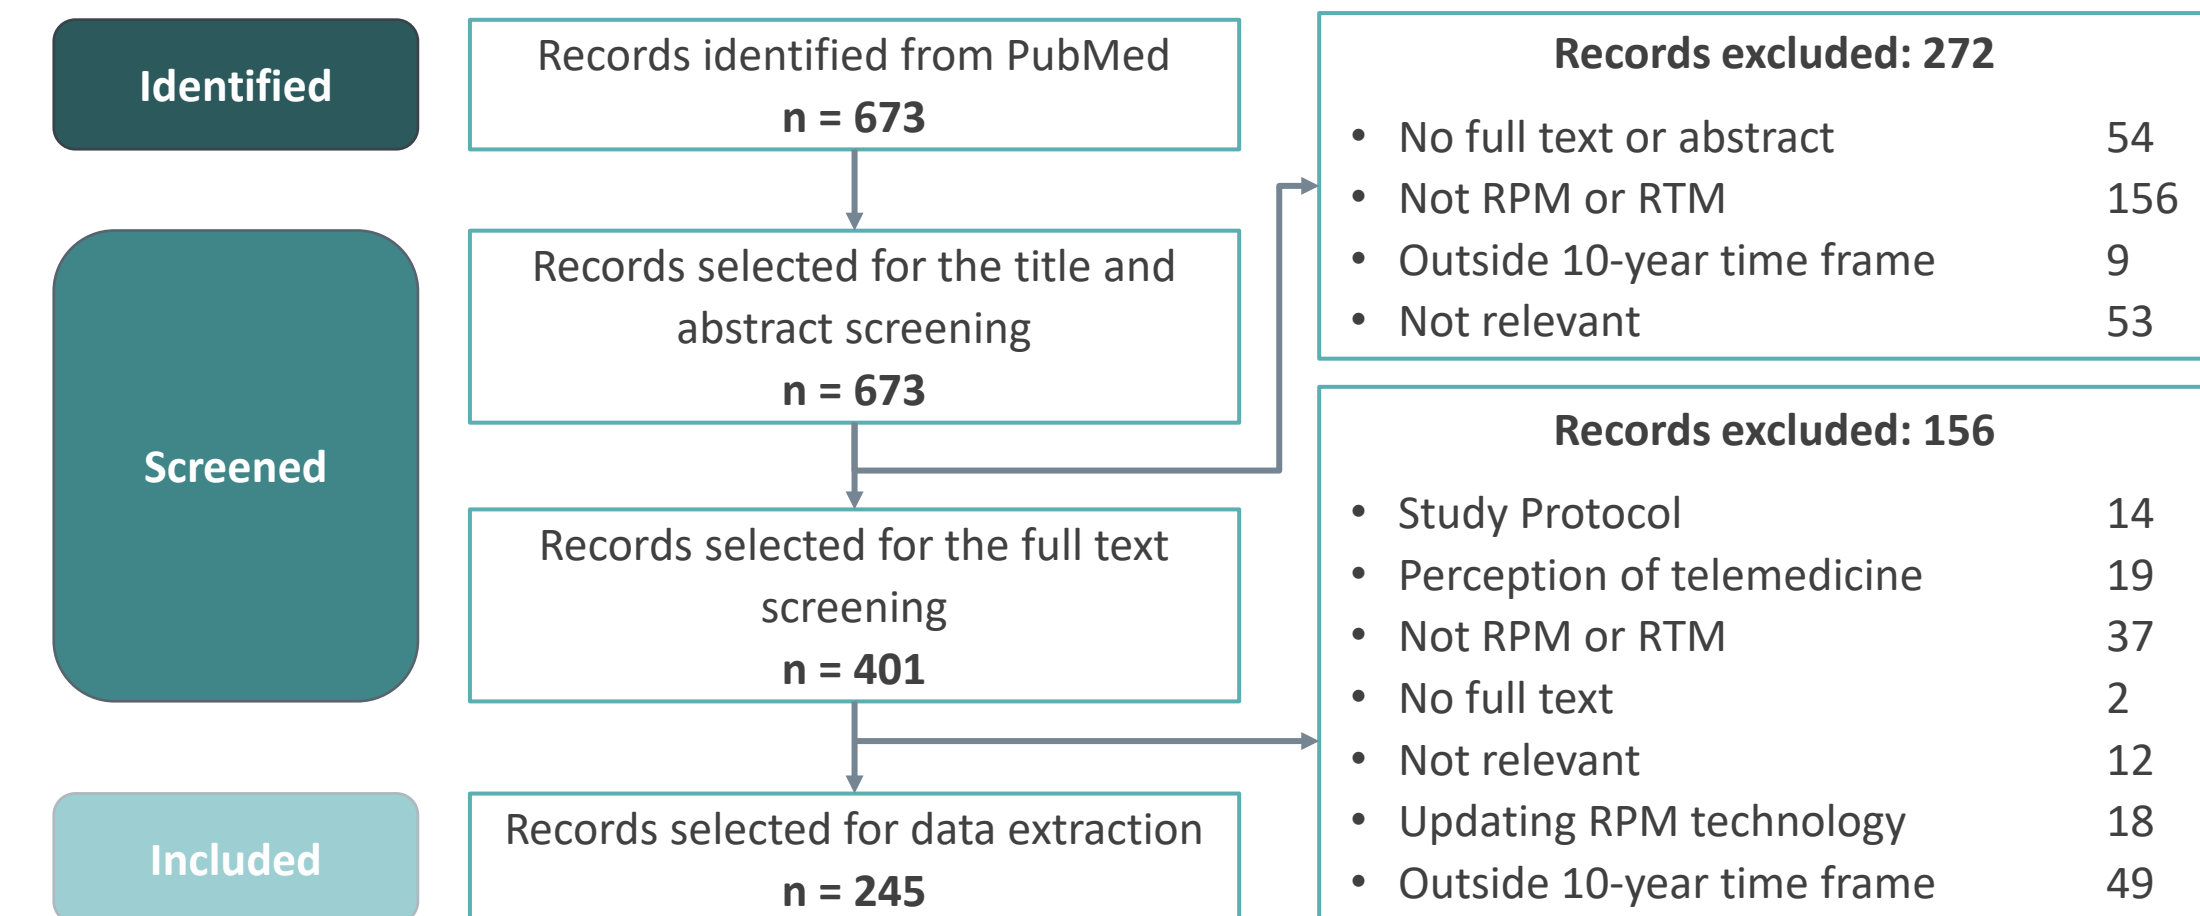 Identified
Records identified from PubMed
n = 673
Records excluded: 272
• No full text or abstract 54
• Not RPM or RTM 156
• Outside 10-year time frame 9
• Not relevant 53
Screened
Records selected for the title and
abstract screening
n = 673
Records selected for the full text
screening
n = 401
Records excluded: 156
• Study Protocol 14
• Perception of telemedicine 19
• Not RPM or RTM 37
• No full text 2
• Not relevant 12
• Updating RPM technology 18
• Outside 10-year time frame 49
Included
Records selected for data extraction
n = 245